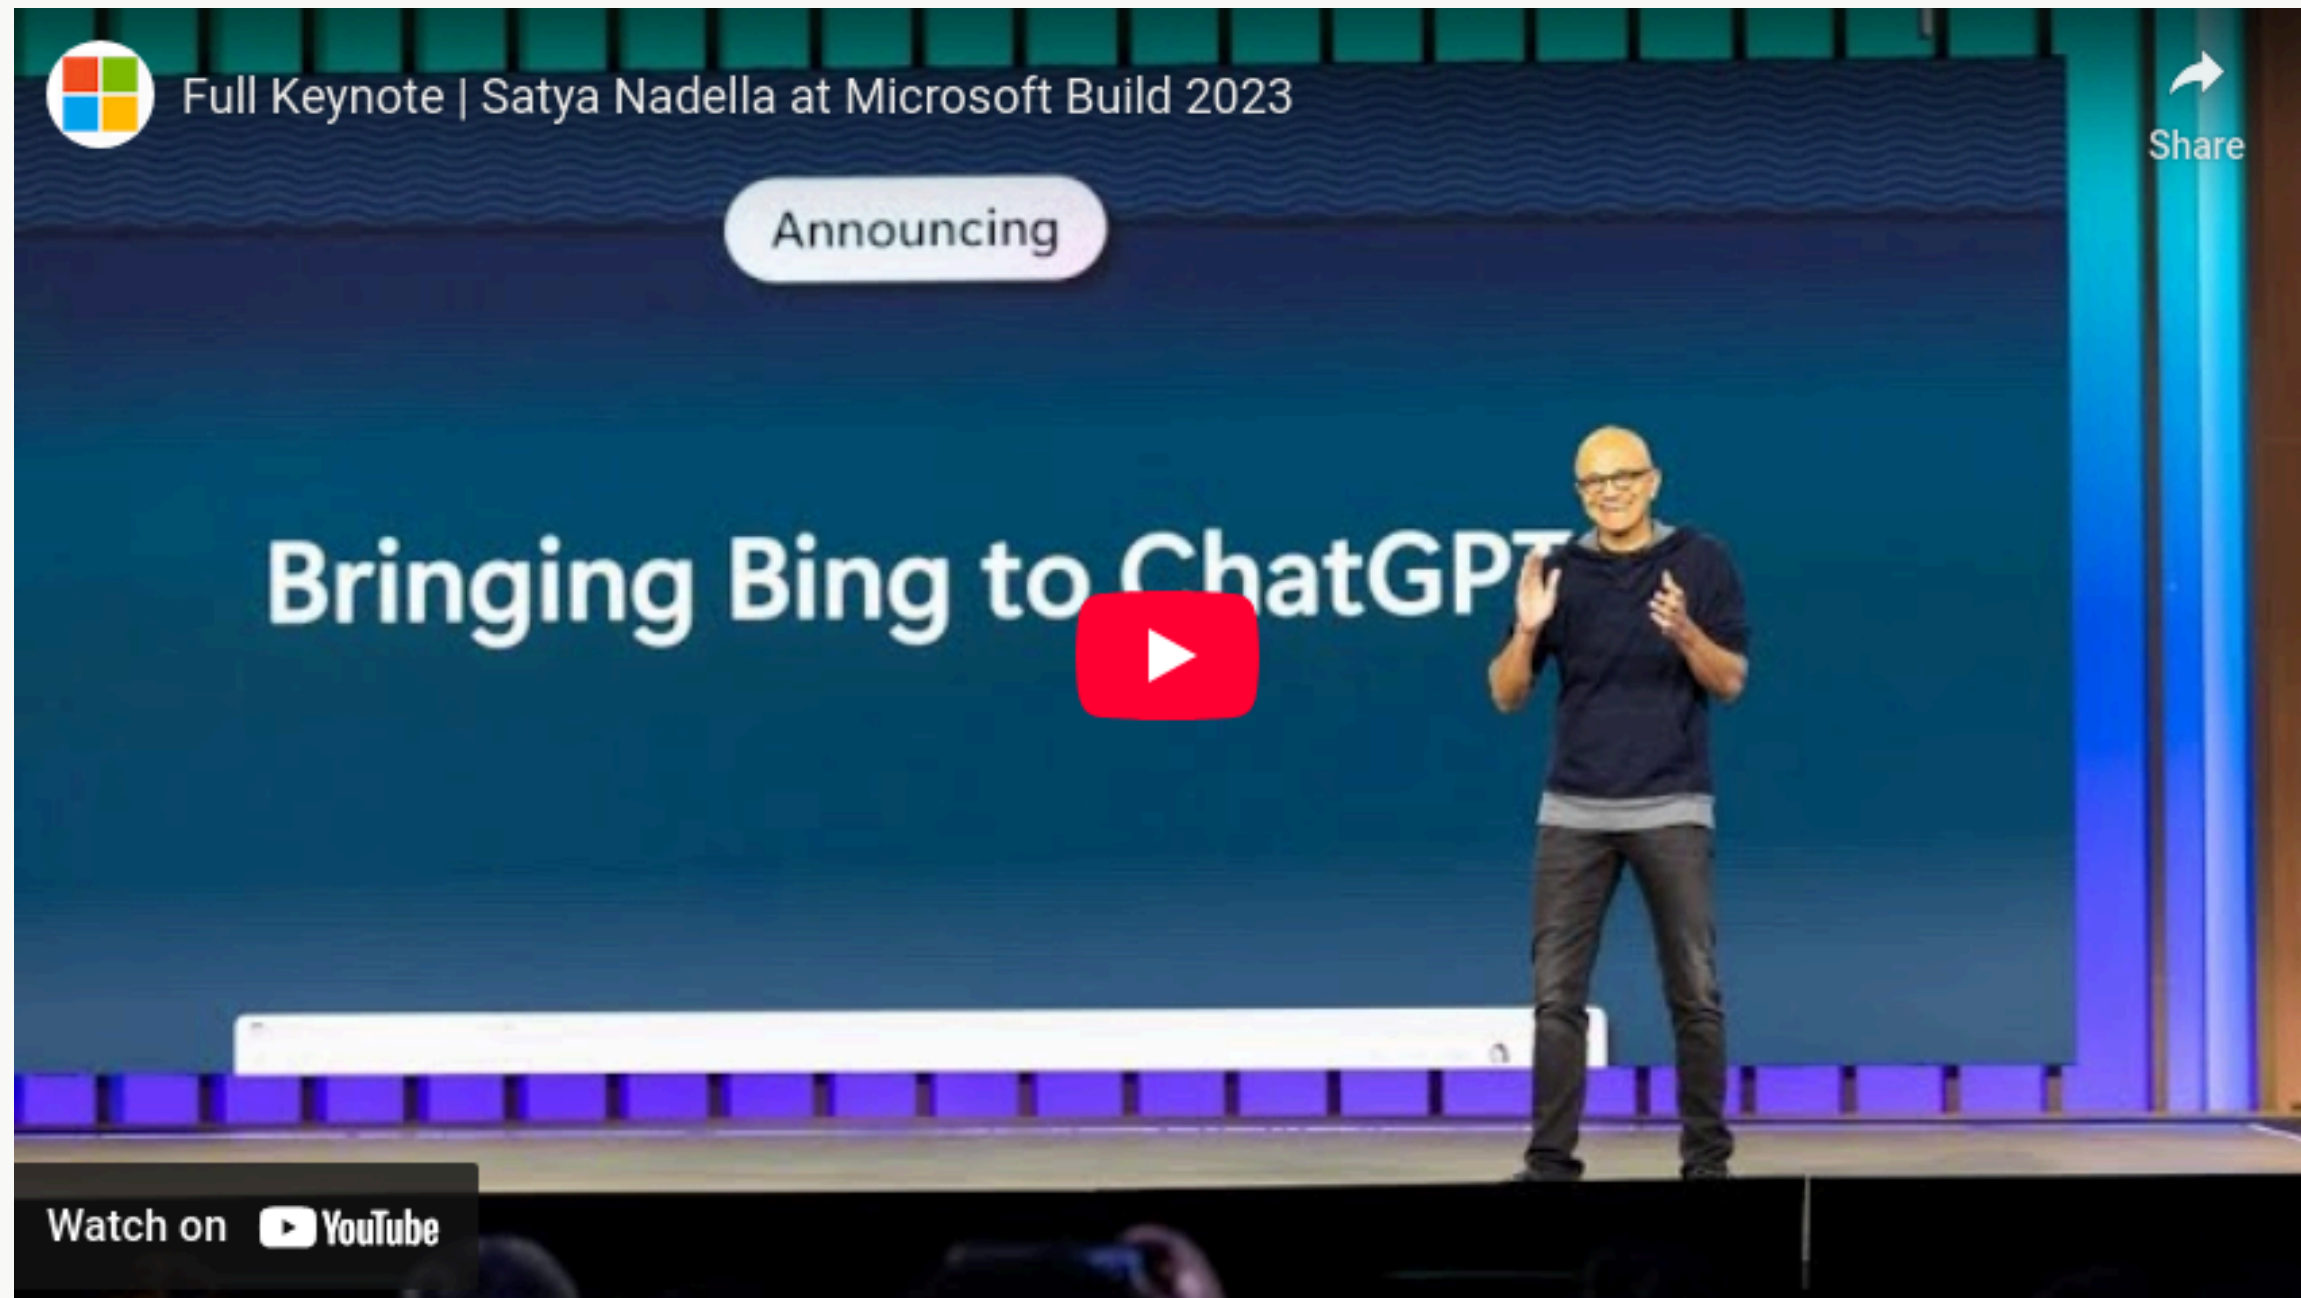 Full Keynote | Satya Nadella at Microsoft Build 2023
Share
Announcing
Bringing Bing to ChatGPT
Watch on YouTube